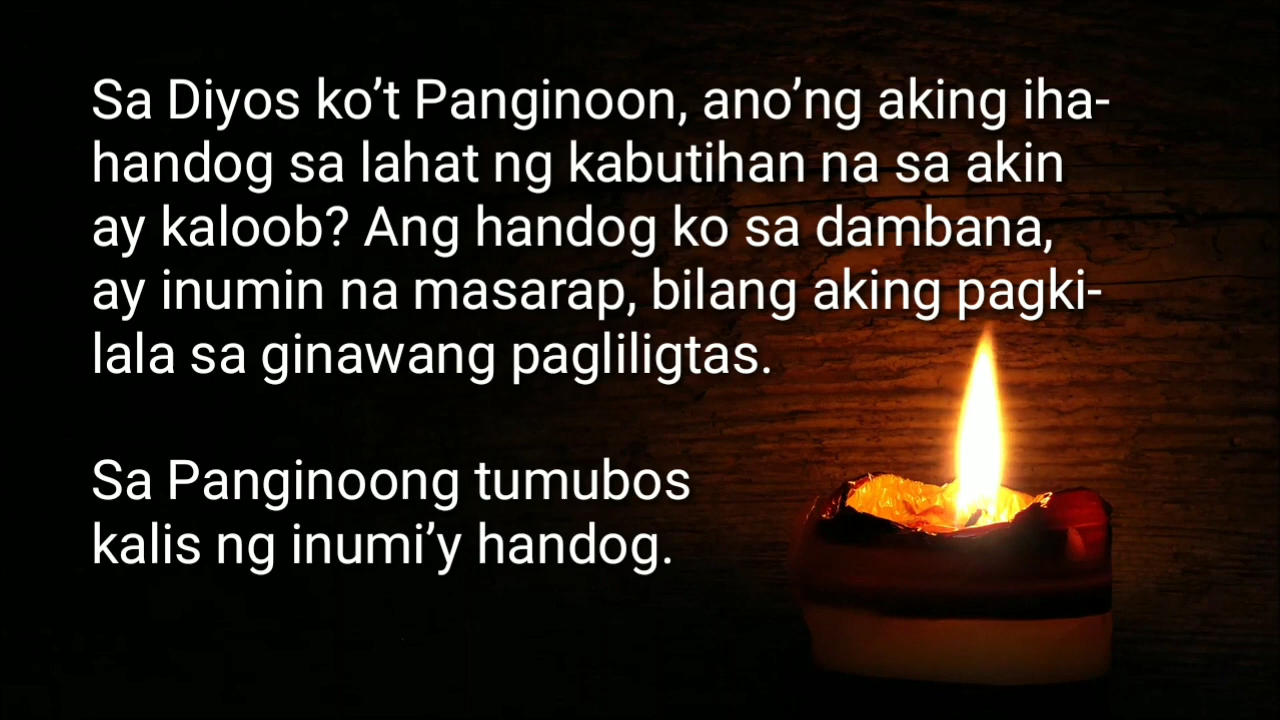 Sa Diyos ko’t Panginoon, ano’ng aking iha-
handog sa lahat ng kabutihan na sa akin
ay kaloob? Ang handog ko sa dambana,
ay inumin na masarap, bilang aking pagki-
lala sa ginawang pagliligtas.
Sa Panginoong tumubos
kalis ng inumi’y handog.